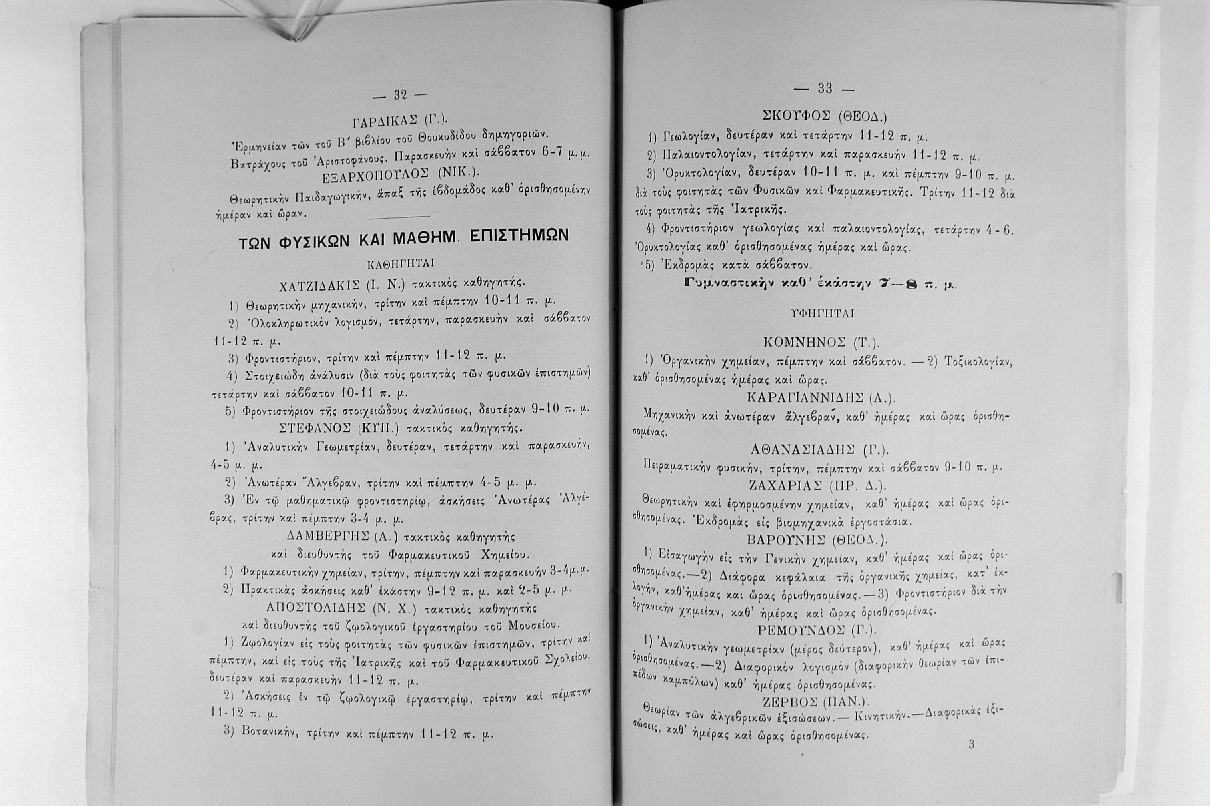 — 32 —
ΓΑΡΔΙΚΑΣ (Γ.).
Ἑρμηνείαν τῶν τοῦ Β′ βιβλίου τοῦ Θουκυδίδου δημηγοριῶν.
Βατράχους τοῦ Ἀριστοφάνους. Παρασκευὴν καὶ σάββατον 6-7 μ.μ.
ΕΞΑΡΧΟΠΟΥΛΟΣ (ΝΙΚ.).
Θεωρητικὴν Παιδαγωγικήν, ἅπαξ τῆς ἑβδομάδος καθ' ὁρισθησομένην
ἡμέραν καὶ ὥραν.
ΤΩΝ ΦΥΣΙΚΩΝ ΚΑΙ ΜΑΘΗΜ. ΕΠΙΣΤΗΜΩΝ
ΚΑΘΗΓΗΤΑΙ
ΧΑΤΖΙΔΑΚΙΣ (Ι. Ν.) τακτικὸς καθηγητής.
1) Θεωρητικὴν μηχανικήν, τρίτην καὶ πέμπτην 10-11 π. μ.
2) Ὁλοκληρωτικὸν λογισμόν, τετάρτην, παρασκευὴν καὶ σάββατον
11-12 π. μ.
3) Φροντιστήριον, τρίτην καὶ πέμπτην 11-12 π. μ.
4) Στοιχειώδη ἀνάλυσιν (διὰ τοὺς φοιτητὰς τῶν φυσικῶν ἐπιστημῶν)
τετάρτην καὶ σάββατον 10-11 π. μ.
5) Φροντιστήριον τῆς στοιχειώδους ἀναλύσεως, δευτέραν 9-10 π. μ.
ΣΤΕΦΑΝΟΣ (ΚΥΠ.) τακτικὸς καθηγητής.
1) Ἀναλυτικὴν Γεωμετρίαν, δευτέραν, τετάρτην καὶ παρασκευήν,
4-5 μ. μ.
2) Ἀνωτέραν Ἄλγεβραν, τρίτην καὶ πέμπτην 4-5 μ. μ.
3) Ἐν τῷ μαθηματικῷ φροντιστηρίῳ, ἀσκήσεις Ἀνωτέρας Ἀλγέ-
βρας, τρίτην καὶ πέμπτην 3-4 μ. μ.
ΔΑΜΒΕΡΓΗΣ (Α.) τακτικὸς καθηγητὴς
καὶ διευθυντὴς τοῦ Φαρμακευτικοῦ Χημείου.
1) Φαρμακευτικὴν χημείαν, τρίτην, πέμπτην καὶ παρασκευὴν 3-4μ.μ.
2) Πρακτικὰς ἀσκήσεις καθ' ἑκάστην 9-12 π. μ. καὶ 2-5 μ. μ.
ΑΠΟΣΤΟΛΙΔΗΣ (Ν. Χ.) τακτικὸς καθηγητὴς
καὶ διευθυντὴς τοῦ ζῳολογικοῦ ἐργαστηρίου τοῦ Μουσείου.
1) Ζῳολογίαν εἰς τοὺς φοιτητὰς τῶν φυσικῶν ἐπιστημῶν, τρίτην καὶ
πέμπτην, καὶ εἰς τοὺς τῆς Ἰατρικῆς καὶ τοῦ Φαρμακευτικοῦ Σχολείου.
δευτέραν καὶ παρασκευὴν 11-12 π. μ.
2) Ἀσκήσεις ἐν τῷ ζῳολογικῷ ἐργαστηρίῳ, τρίτην καὶ πέμπτην
11-12 π. μ.
3) Βοτανικήν, τρίτην καὶ πέμπτην 11-12 π. μ.
— 33 —
ΣΚΟΥΦΟΣ (ΘΕΟΔ.)
1) Γεωλογίαν, δευτέραν καὶ τετάρτην 11-12 π. μ.
2) Παλαιοντολογίαν, τετάρτην καὶ παρασκευὴν 11-12 π. μ.
3) Ὀρυκτολογίαν, δευτέραν 10-11 π. μ. καὶ πέμπτην 9-10 π. μ.
διὰ τοὺς φοιτητὰς τῶν Φυσικῶν καὶ Φαρμακευτικῆς. Τρίτην 11-12 διὰ
τοὺς φοιτητὰς τῆς Ἰατρικῆς.
4) Φροντιστήριον γεωλογίας καὶ παλαιοντολογίας, τετάρτην 4-6.
Ὀρυκτολογίας καθ' ὁρισθησομένας ἡμέρας καὶ ὥρας.
5) Ἐκδρομὰς κατὰ σάββατον.
Γυμναστικὴν καθ' ἑκάστην 7—8 π. μ.
ΥΦΗΓΗΤΑΙ
ΚΟΜΝΗΝΟΣ (Τ.).
1) Ὀργανικὴν χημείαν, πέμπτην καὶ σάββατον. — 2) Τοξικολογίαν,
καθ' ὁρισθησομένας ἡμέρας καὶ ὥρας.
ΚΑΡΑΓΙΑΝΝΙΔΗΣ (Α.).
Μηχανικὴν καὶ ἀνωτέραν ἄλγεβραν, καθ' ἡμέρας καὶ ὥρας ὁρισθη-
σομένας.
ΑΘΑΝΑΣΙΑΔΗΣ (Γ.).
Πειραματικὴν φυσικήν, τρίτην, πέμπτην καὶ σάββατον 9-10 π. μ.
ΖΑΧΑΡΙΑΣ (ΠΡ. Δ.).
Θεωρητικὴν καὶ ἐφηρμοσμένην χημείαν, καθ' ἡμέρας καὶ ὥρας ὁρι-
σθησομένας. Ἐκδρομὰς εἰς βιομηχανικὰ ἐργοστάσια.
ΒΑΡΟΥΝΗΣ (ΘΕΟΔ.).
1) Εἰσαγωγὴν εἰς τὴν Γενικὴν χημείαν, καθ' ἡμέρας καὶ ὥρας ὁρι-
σθησομένας.—2) Διάφορα κεφάλαια τῆς ὀργανικῆς χημείας, κατ' ἐκ-
λογήν, καθ' ἡμέρας καὶ ὥρας ὁρισθησομένας.—3) Φροντιστήριον διὰ τὴν
ὀργανικὴν χημείαν, καθ' ἡμέρας καὶ ὥρας ὁρισθησομένας.
ΡΕΜΟΥΝΔΟΣ (Γ.).
1) Ἀναλυτικὴν γεωμετρίαν (μέρος δεύτερον), καθ' ἡμέρας καὶ ὥρας
ὁρισθησομένας.—2) Διαφορικὸν λογισμὸν (διαφορικὴν θεωρίαν τῶν ἐπι-
πέδων καμπύλων) καθ' ἡμέρας ὁρισθησομένας.
ΖΕΡΒΟΣ (ΠΑΝ.).
Θεωρίαν τῶν ἀλγεβρικῶν ἐξισώσεων.— Κινητικήν.—Διαφορικὰς ἐξι-
σώσεις, καθ' ἡμέρας καὶ ὥρας ὁρισθησομένας.
3